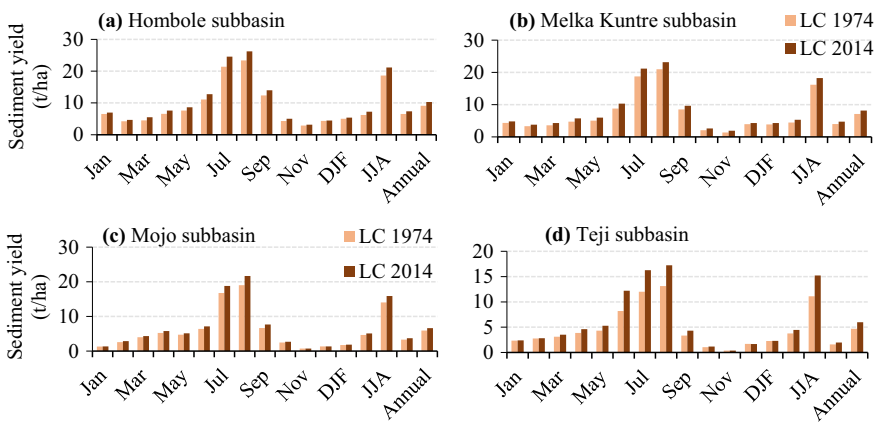 (a) Hombole subbasin
Sediment yield
(t/ha)
30
20
10
0
Jan
Mar
May
Jul
Sep
Nov
DJF
MAM
JJA
Annual
(b) Melka Kuntre subbasin
LC 1974
LC 2014
30
20
10
0
Jan
Mar
May
Jul
Sep
Nov
DJF
JJA
Annual
(c) Mojo subbasin
LC 1974
LC 2014
Sediment yield
(t/ha)
30
20
10
0
Jan
Mar
May
Jul
Sep
Nov
DJF
JJA
Annual
(d) Teji subbasin
20
15
10
5
0
Jan
Mar
May
Jul
Sep
Nov
DJF
JJA
Annual